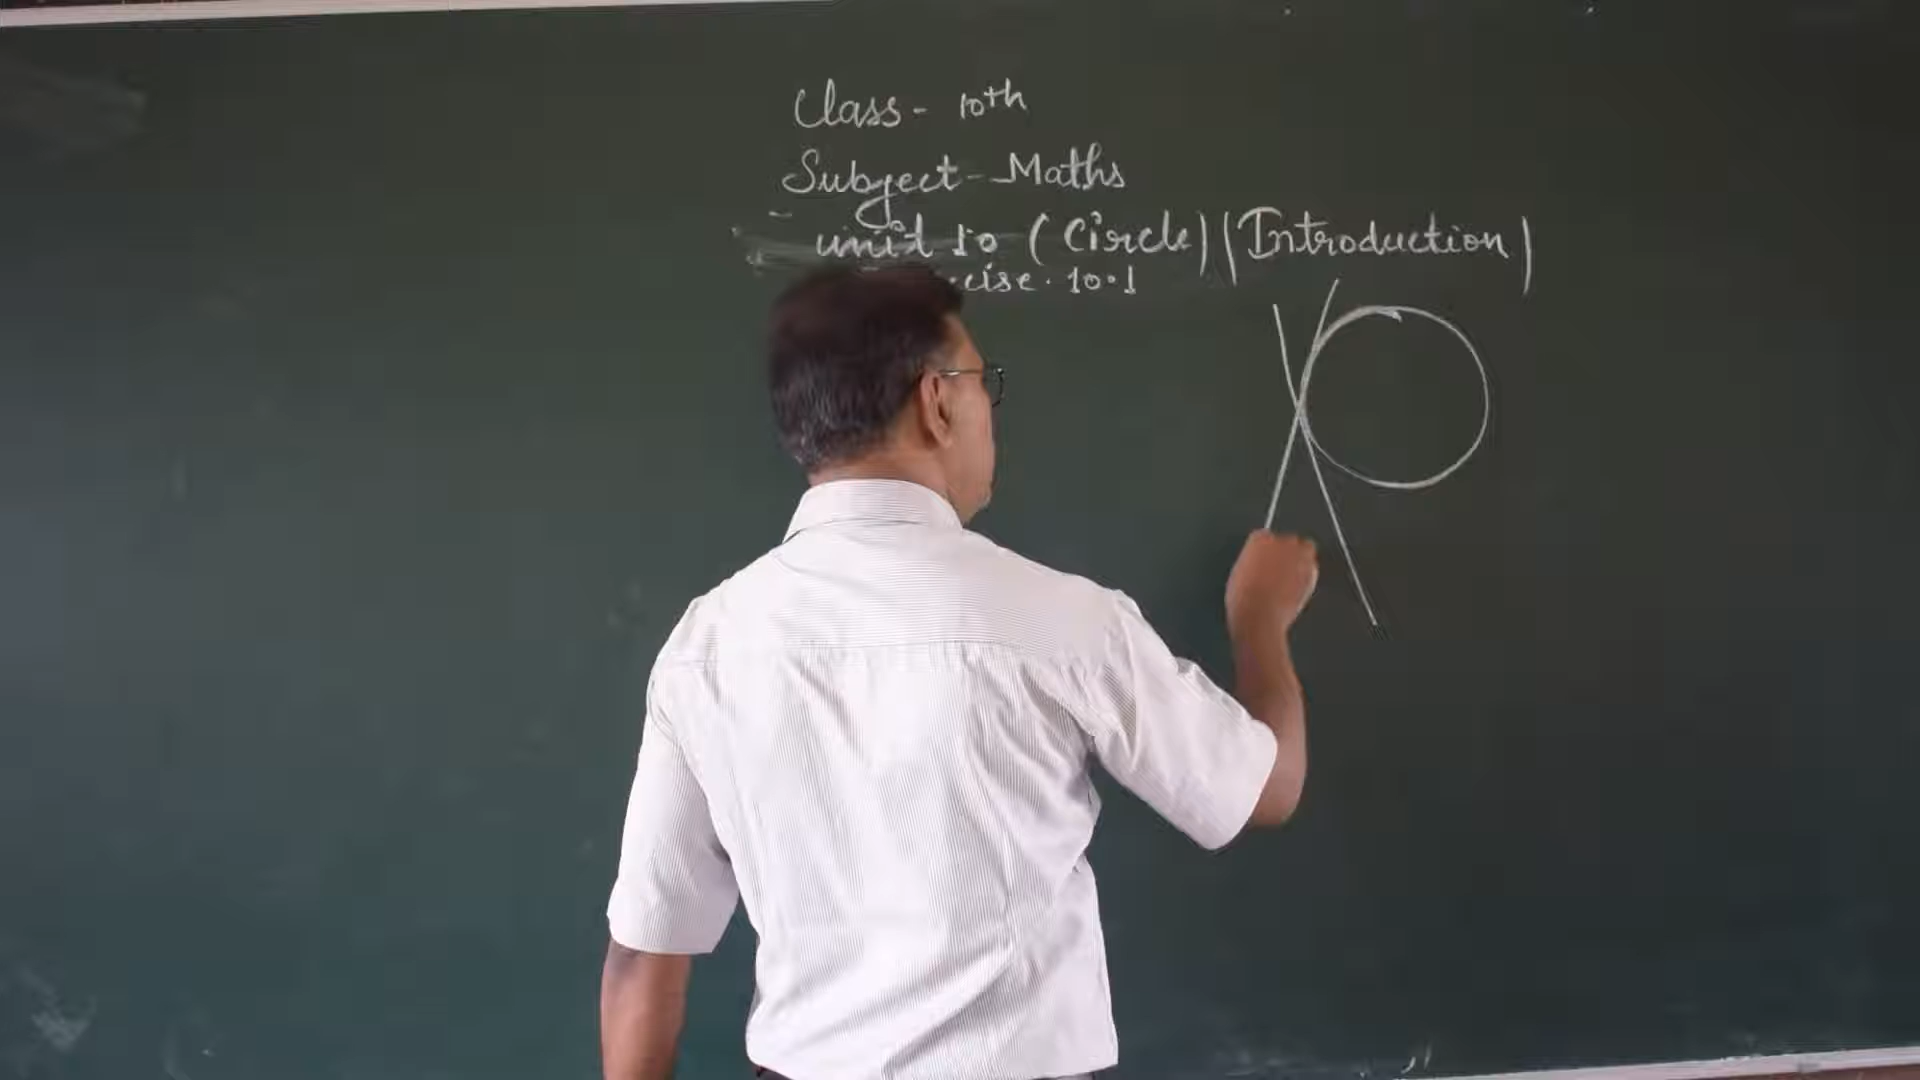 Class - 10th
Subject - Maths
unit 10 (Circle) (Introduction)
cise. 10.1